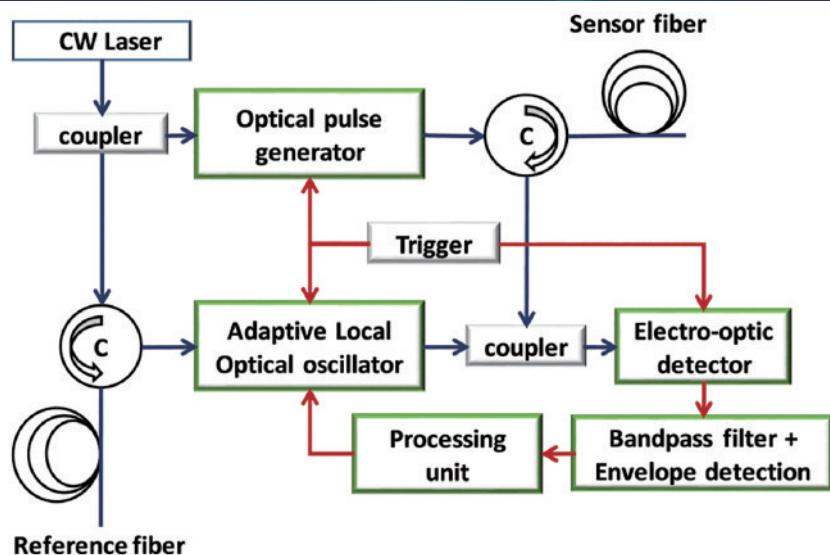 Sensor fiber
CW Laser
coupler
Optical pulse
generator
C
Trigger
C
Adaptive Local
Optical oscillator
coupler
Electro-optic
detector
Processing
unit
Bandpass filter +
Envelope detection
Reference fiber